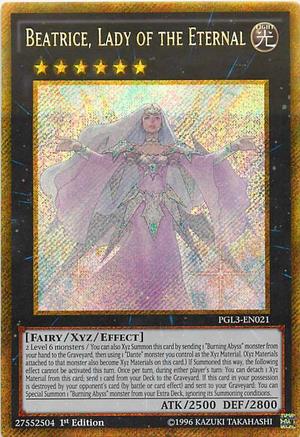 BEATRICE, LADY OF THE ETERNAL
LIGHT
光
PGL3-EN021
[FAIRY/XYZ/EFFECT]
2 Level 6 monsters / You can also Xyz Summon this card by sending 1 "Burning Abyss" monster from
your hand to the Graveyard, then using 1 "Dante" monster you control as the Xyz Material. (Xyz Materials
attached to that monster also become Xyz Materials on this card.) If Summoned this way, the following
effect cannot be activated this turn. Once per turn, during either player's turn: You can detach 1 Xyz
Material from this card; send 1 card from your Deck to the Graveyard. If this card in your possession
is destroyed by your opponent's card (by battle or card effect) and sent to your Graveyard: You can
Special Summon 1 "Burning Abyss" monster from your Extra Deck, ignoring its Summoning conditions.
ATK/2500 DEF/2800
27552504 1st Edition ©1996 KAZUKI TAKAHASHI